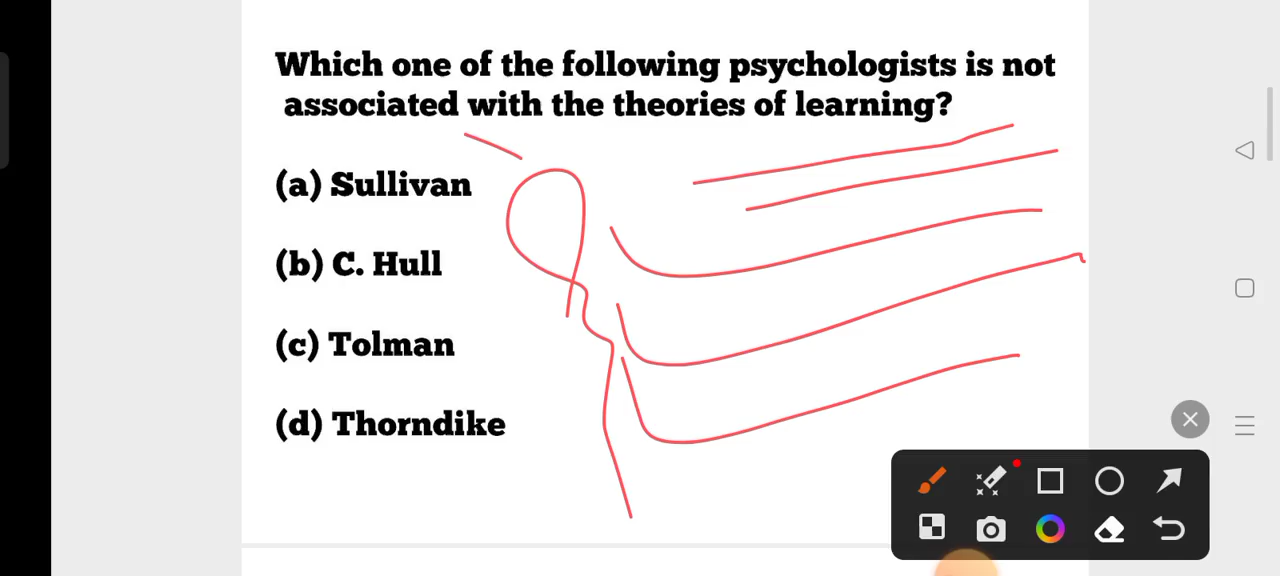 Which one of the following psychologists is not
associated with the theories of learning?
(a) Sullivan
(b) C. Hull
(c) Tolman
(d) Thorndike